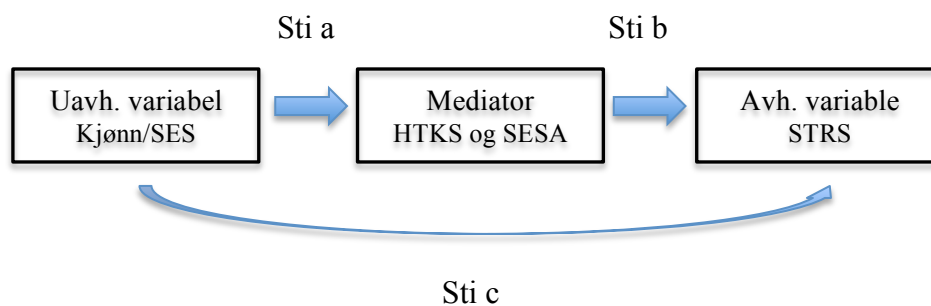 Sti a
Sti b
Uavh. variabel
Kjønn/SES
Mediator
HTKS og SESA
Avh. variable
STRS
Sti c